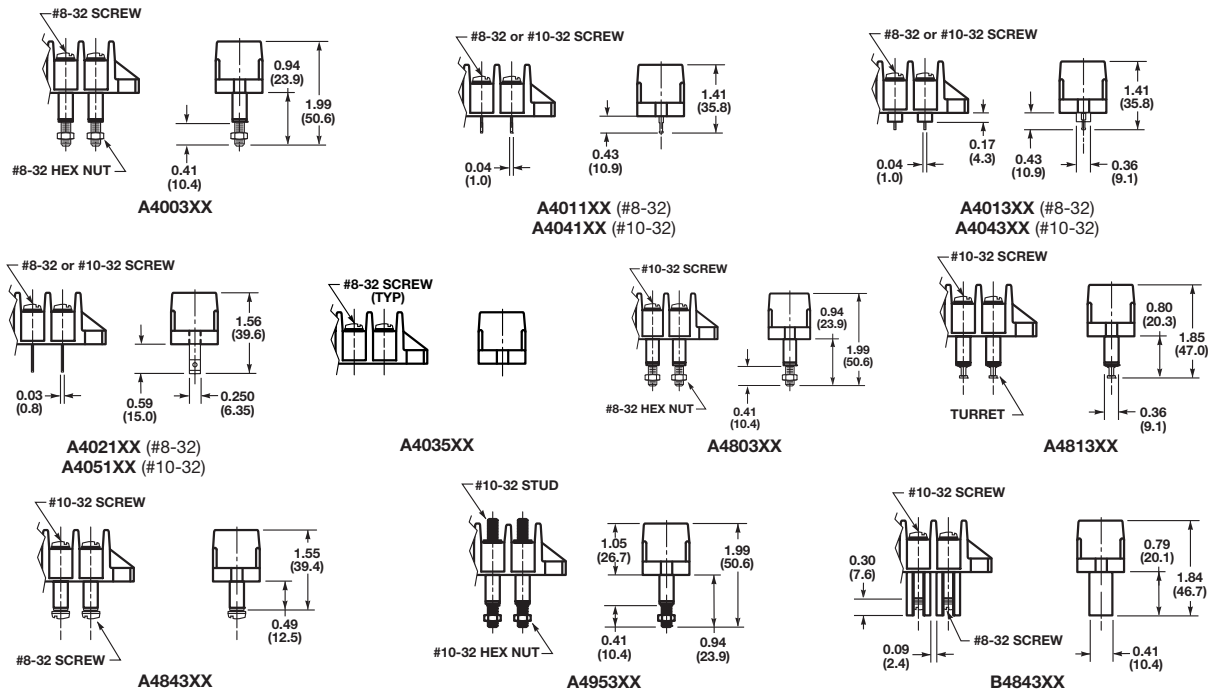 #8-32 SCREW
0.94
(23.9)
1.99
(50.6)
#8-32 HEX NUT
0.41
(10.4)
A4003XX
#8-32 or #10-32 SCREW
1.41
(35.8)
0.04
(1.0)
0.43
(10.9)
A4011XX (#8-32)
A4041XX (#10-32)
#8-32 or #10-32 SCREW
1.41
(35.8)
0.17
(4.3)
0.04
(1.0)
0.43
(10.9)
0.36
(9.1)
A4013XX (#8-32)
A4043XX (#10-32)
#8-32 or #10-32 SCREW
1.56
(39.6)
0.03
(0.8)
0.59
(15.0)
0.250
(6.35)
A4021XX (#8-32)
A4051XX (#10-32)
#8-32 SCREW
(TYP)
A4035XX
#10-32 SCREW
0.94
(23.9)
1.99
(50.6)
#8-32 HEX NUT
0.41
(10.4)
A4803XX
#10-32 SCREW
0.80
(20.3)
1.85
(47.0)
TURRET
0.36
(9.1)
A4813XX
#10-32 SCREW
1.55
(39.4)
0.49
(12.5)
#8-32 SCREW
A4843XX
#10-32 STUD
1.05
(26.7)
1.99
(50.6)
0.41
(10.4)
0.94
(23.9)
#10-32 HEX NUT
A4953XX
#10-32 SCREW
0.30
(7.6)
0.79
(20.1)
1.84
(46.7)
#8-32 SCREW
0.09
(2.4)
0.41
(10.4)
B4843XX